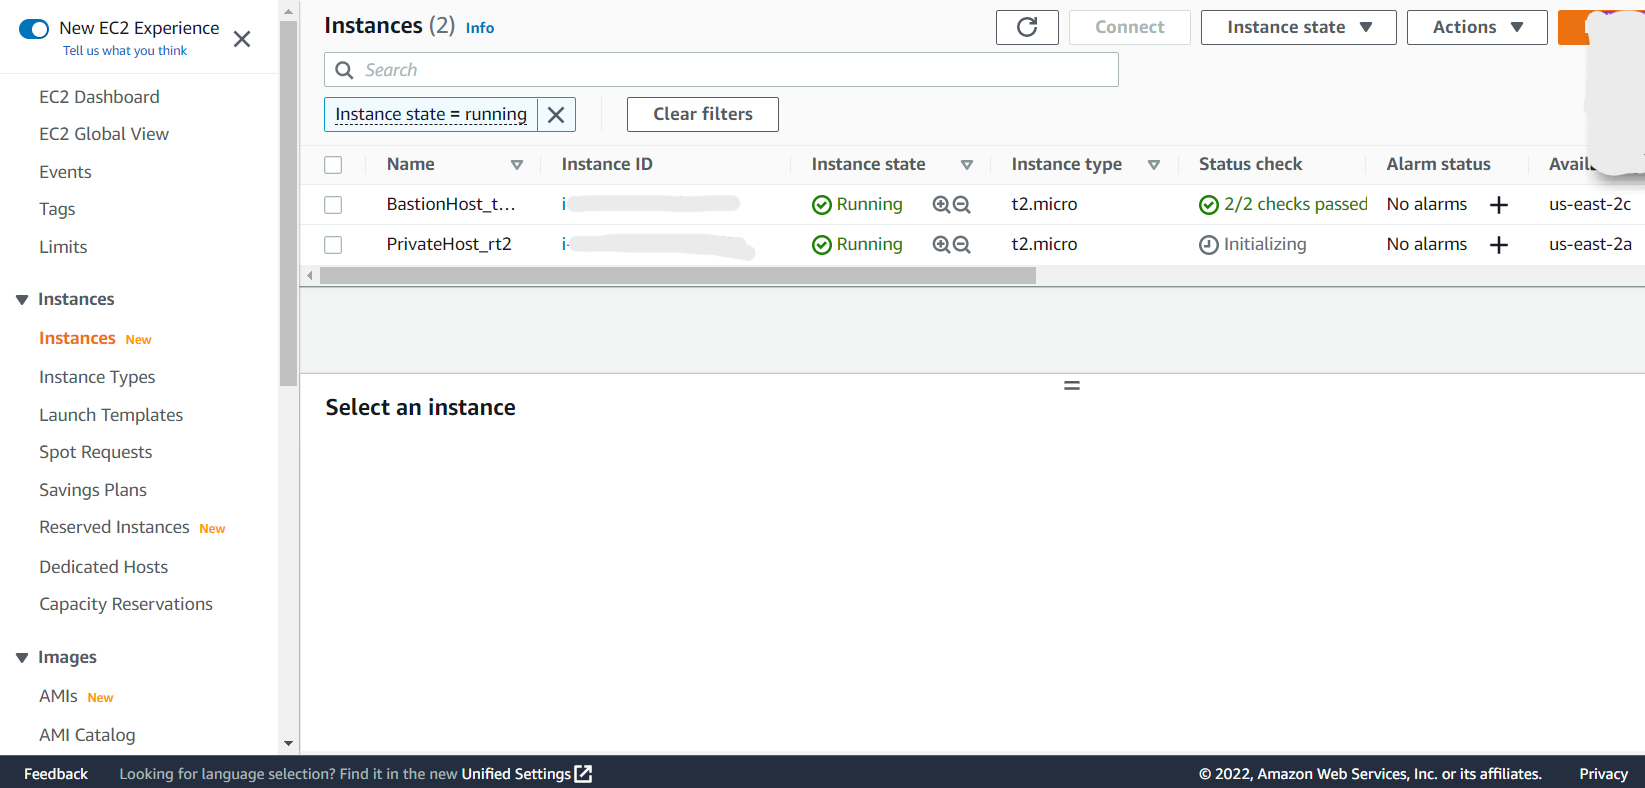 New EC2 Experience
Tell us what you think
EC2 Dashboard
EC2 Global View
Events
Tags
Limits
Instances
Instances New
Instance Types
Launch Templates
Spot Requests
Savings Plans
Reserved Instances New
Dedicated Hosts
Capacity Reservations
Images
AMIs New
AMI Catalog
Instances (2) Info
Connect
Instance state
Actions
Search
Instance state = running
Clear filters
Name Instance ID Instance state Instance type Status check Alarm status Avail
BastionHost_t... i Running t2.micro 2/2 checks passed No alarms us-east-2c
PrivateHost_rt2 i- Running t2.micro Initializing No alarms us-east-2a
Select an instance
Feedback Looking for language selection? Find it in the new Unified Settings © 2022, Amazon Web Services, Inc. or its affiliates. Privacy